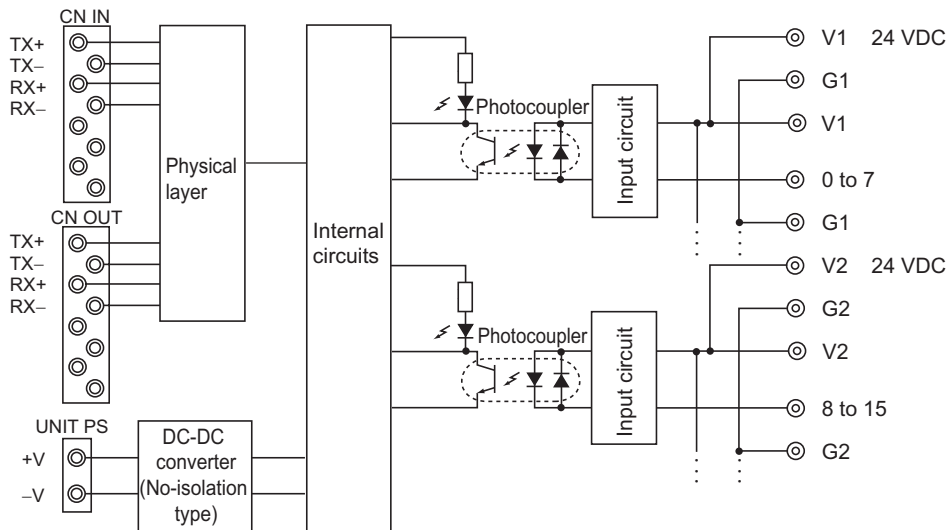 CN IN
TX+
TX–
RX+
RX–
Physical
layer
CN OUT
TX+
TX–
RX+
RX–
UNIT PS
+V
–V
DC-DC
converter
(No-isolation
type)
Internal
circuits
Photocoupler
Input circuit
V1 24 VDC
G1
V1
0 to 7
G1
Photocoupler
Input circuit
V2 24 VDC
G2
V2
8 to 15
G2